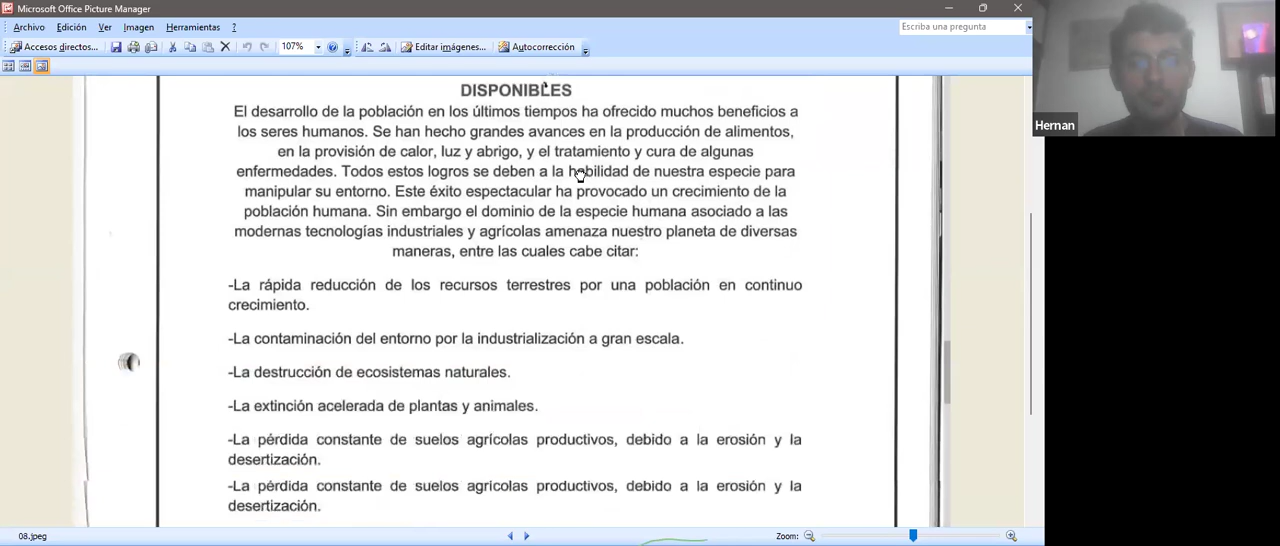 Microsoft Office Picture Manager
Archivo Edición Ver Imagen Herramientas ?
Escriba una pregunta
Accesos directos... 107% Editar imágenes... Autocorrección
DISPONIBLES
El desarrollo de la población en los últimos tiempos ha ofrecido muchos beneficios a
los seres humanos. Se han hecho grandes avances en la producción de alimentos,
en la provisión de calor, luz y abrigo, y el tratamiento y cura de algunas
enfermedades. Todos estos logros se deben a la habilidad de nuestra especie para
manipular su entorno. Este éxito espectacular ha provocado un crecimiento de la
población humana. Sin embargo el dominio de la especie humana asociado a las
modernas tecnologías industriales y agrícolas amenaza nuestro planeta de diversas
maneras, entre las cuales cabe citar:
-La rápida reducción de los recursos terrestres por una población en continuo
crecimiento.
-La contaminación del entorno por la industrialización a gran escala.
-La destrucción de ecosistemas naturales.
-La extinción acelerada de plantas y animales.
-La pérdida constante de suelos agrícolas productivos, debido a la erosión y la
desertización.
-La pérdida constante de suelos agrícolas productivos, debido a la erosión y la
desertización.
08.jpeg
Zoom:
Hernan